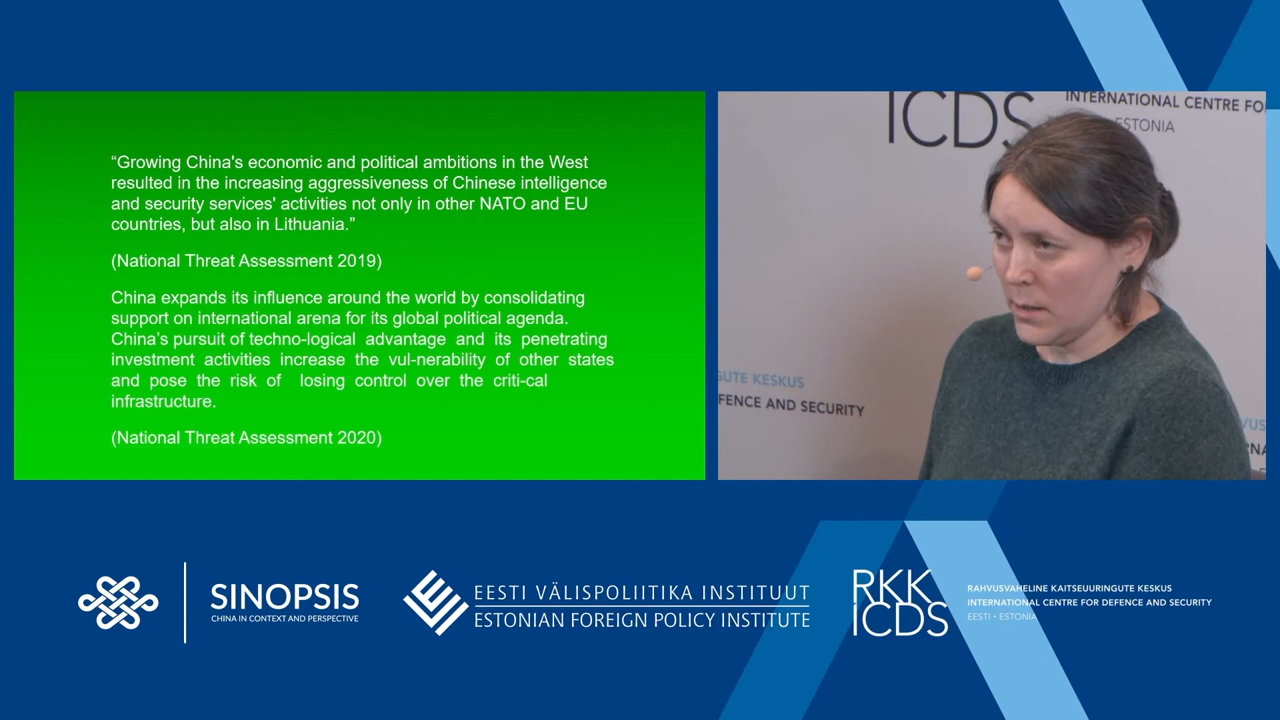 “Growing China's economic and political ambitions in the West
resulted in the increasing aggressiveness of Chinese intelligence
and security services' activities not only in other NATO and EU
countries, but also in Lithuania.”
(National Threat Assessment 2019)
China expands its influence around the world by consolidating
support on international arena for its global political agenda.
China’s pursuit of techno-logical advantage and its penetrating
investment activities increase the vul-nerability of other states
and pose the risk of losing control over the criti-cal
infrastructure.
(National Threat Assessment 2020)
ICDS
INTERNATIONAL CENTRE FO
ESTONIA
GUTE KESKUS
FENCE AND SECURITY
VUS
RNA
SINOPSIS
CHINA IN CONTEXT AND PERSPECTIVE
EESTI VÄLISPOLIITIKA INSTITUUT
ESTONIAN FOREIGN POLICY INSTITUTE
RKK
ICDS
RAHVUSVAHELINE KAITSEUURINGUTE KESKUS
INTERNATIONAL CENTRE FOR DEFENCE AND SECURITY
EESTI • ESTONIA